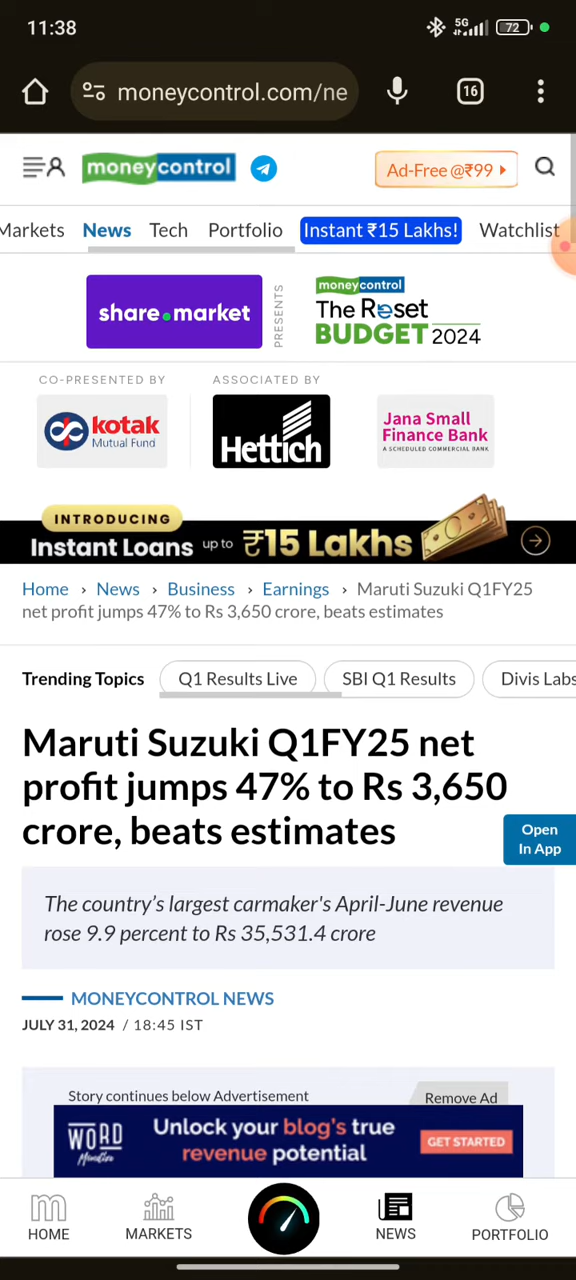 11:38
5G
72
moneycontrol.com/ne
16
moneycontrol
Ad-Free @₹99
Markets News Tech Portfolio Instant ₹15 Lakhs! Watchlist
share.market
PRESENTS
moneycontrol
The Reset
BUDGET 2024
CO-PRESENTED BY
ASSOCIATED BY
kotak
Mutual Fund
Hettich
Jana Small
Finance Bank
A SCHEDULED COMMERCIAL BANK
INTRODUCING
Instant Loans up to ₹15 Lakhs
Home › News › Business › Earnings › Maruti Suzuki Q1FY25
net profit jumps 47% to Rs 3,650 crore, beats estimates
Trending Topics Q1 Results Live SBI Q1 Results Divis Labs
Maruti Suzuki Q1FY25 net
profit jumps 47% to Rs 3,650
crore, beats estimates
Open
In App
The country’s largest carmaker's April-June revenue
rose 9.9 percent to Rs 35,531.4 crore
MONEYCONTROL NEWS
JULY 31, 2024 / 18:45 IST
Story continues below Advertisement
Remove Ad
WORD
Unlock your blog's true
revenue potential
GET STARTED
HOME MARKETS NEWS PORTFOLIO